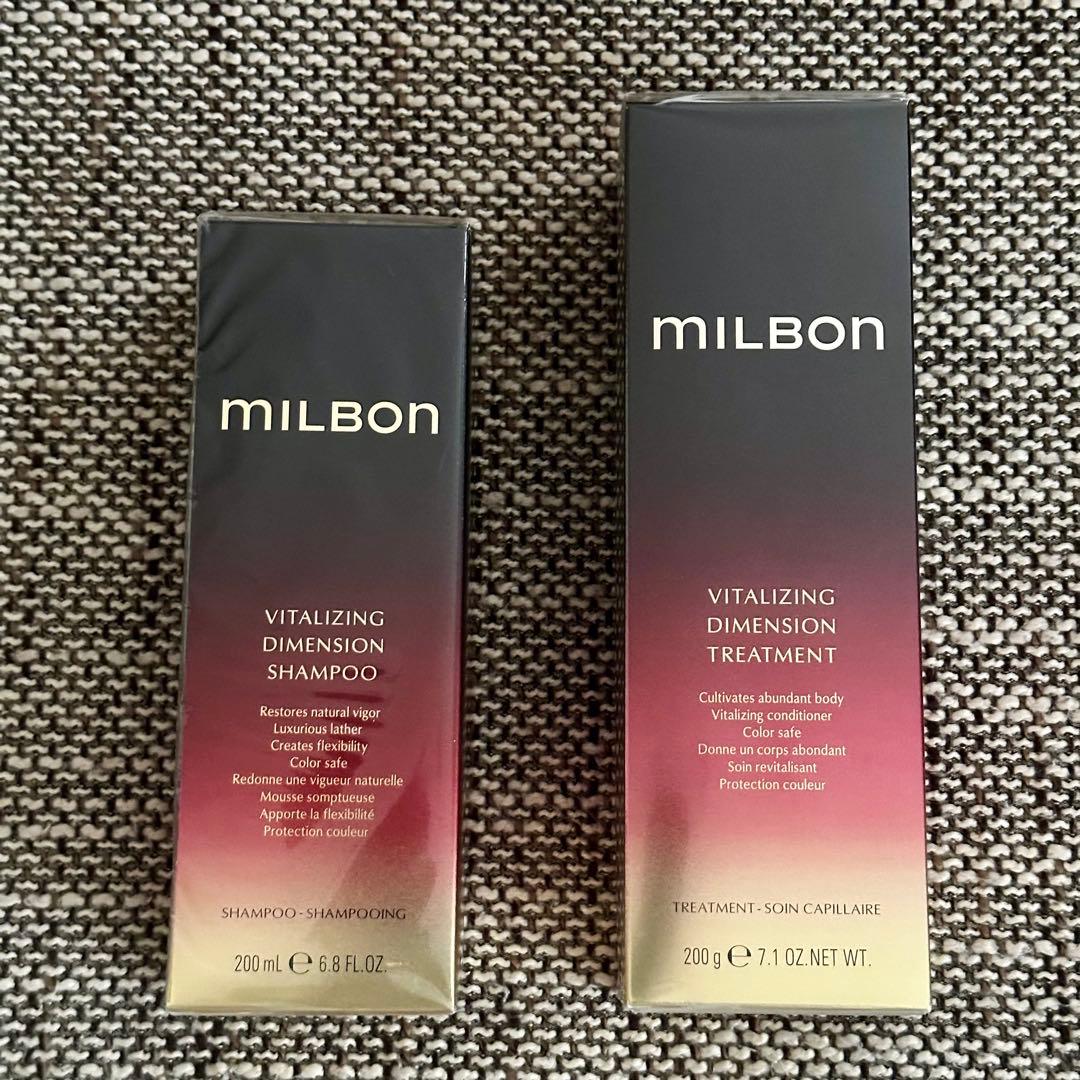 mILBon
VITALIZING
DIMENSION
SHAMPOO
Restores natural vigor
Luxurious lather
Creates flexibility
Color safe
Redonne une vigueur naturelle
Mousse somptueuse
Apporte la flexibilité
Protection couleur
SHAMPOO - SHAMPOOING
200 mL ℮ 6.8 FL.OZ.
mILBon
VITALIZING
DIMENSION
TREATMENT
Cultivates abundant body
Vitalizing conditioner
Color safe
Donne un corps abondant
Soin revitalisant
Protection couleur
TREATMENT - SOIN CAPILLAIRE
200 g ℮ 7.1 OZ.NET WT.